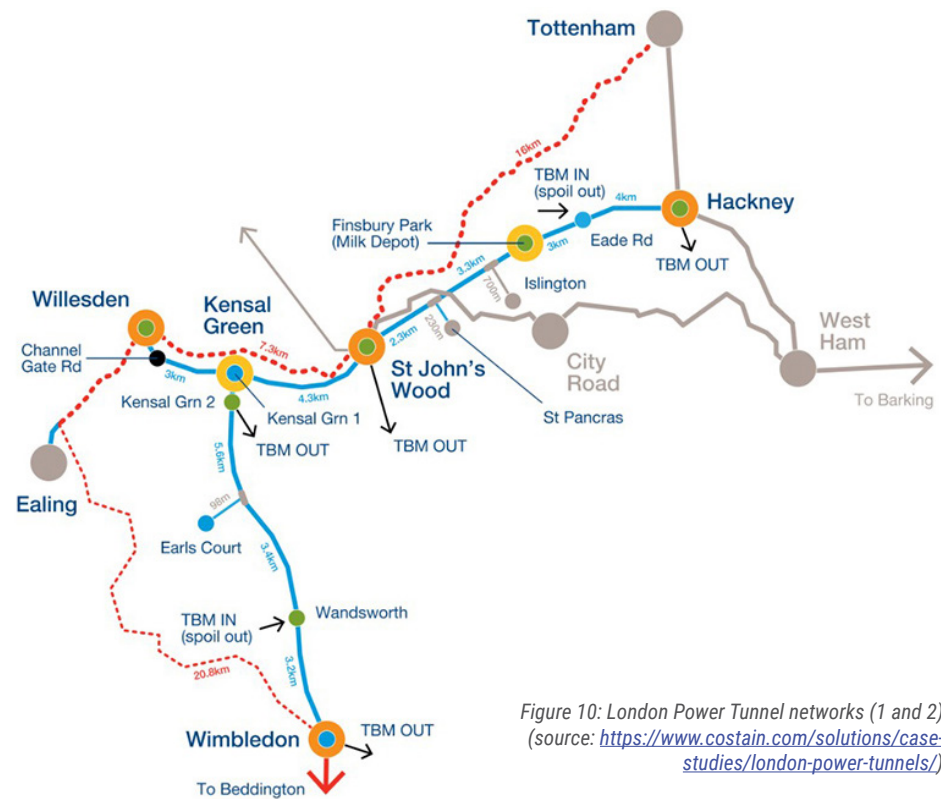 Tottenham
16km
TBM IN
(spoil out)
4km
Hackney
Finsbury Park
(Milk Depot)
3km
Eade Rd
TBM OUT
3.3km
700m
Islington
Willesden
Kensal
Green
7.3km
2.3km
230m
West
Ham
Channel
Gate Rd
3km
St John's
Wood
City
Road
4.3km
To Barking
Kensal Grn 2
Kensal Grn 1
St Pancras
TBM OUT
TBM OUT
5.6km
Ealing
98m
Earls Court
3.4km
TBM IN
(spoil out)
Wandsworth
3.2km
20.8km
Wimbledon
TBM OUT
To Beddington
Figure 10: London Power Tunnel networks (1 and 2)
(source: https://www.costain.com/solutions/case-
studies/london-power-tunnels/)